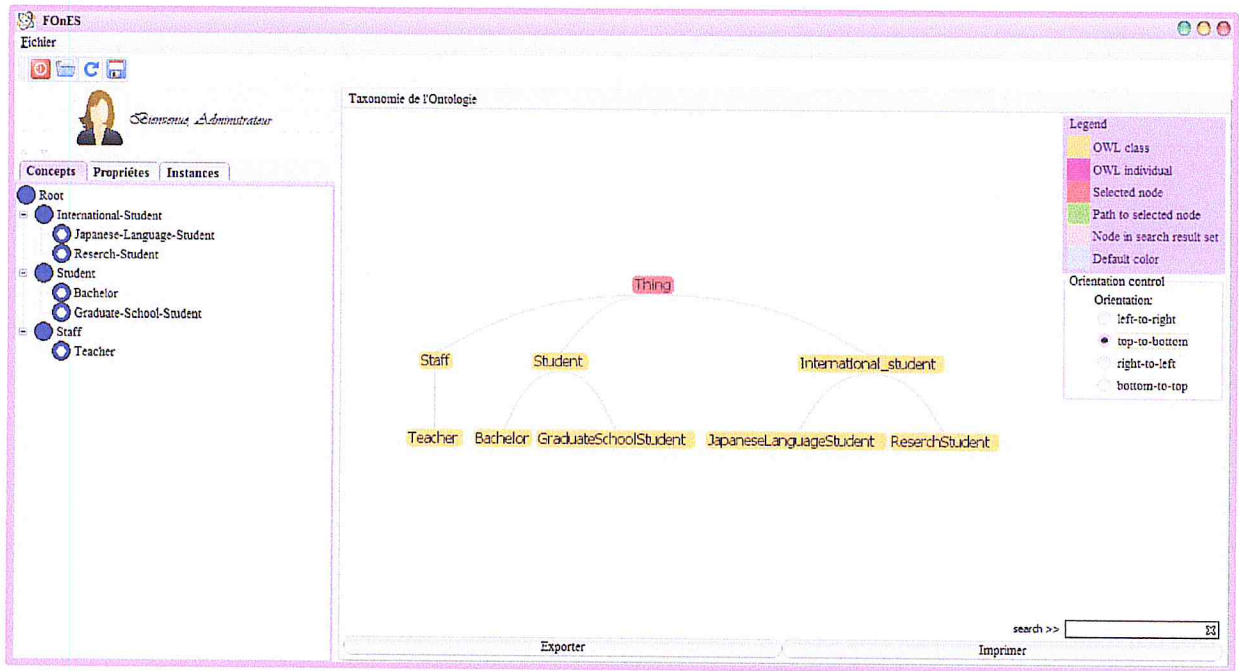 FOnES
Fichier
Bienvenue, Administrateur
Concepts Propriétes Instances
Root
International-Student
Japanese-Language-Student
Reserch-Student
Student
Bachelor
Graduate-School-Student
Staff
Teacher
Taxonomie de l'Ontologie
Thing
Staff Student International_student
Teacher Bachelor GraduateSchoolStudent JapaneseLanguageStudent ReserchStudent
Legend
OWL class
OWL individual
Selected node
Path to selected node
Node in search result set
Default color
Orientation control
Orientation:
left-to-right
top-to-bottom
right-to-left
bottom-to-top
search >>
Exporter Imprimer